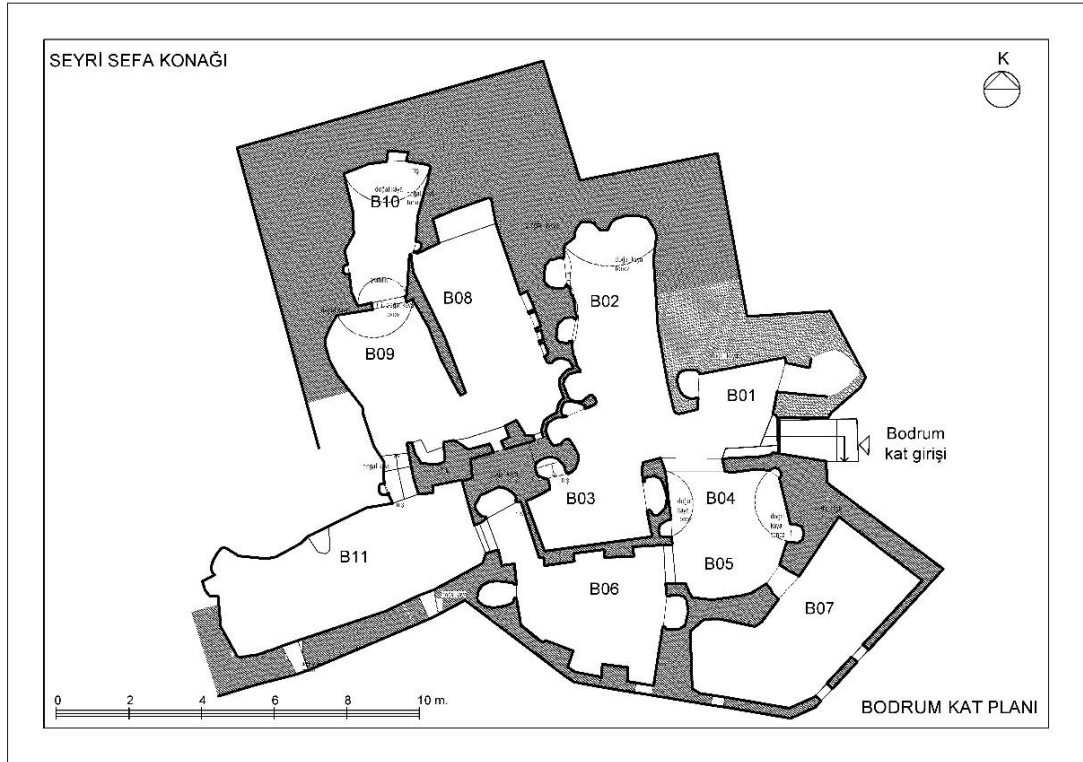 SEYRİ SEFA KONAĞI
K
B10
B08
B02
B09
B01
Bodrum
kat girişi
B03
B04
B11
B05
B06
B07
0 2 4 6 8 10 m.
BODRUM KAT PLANI